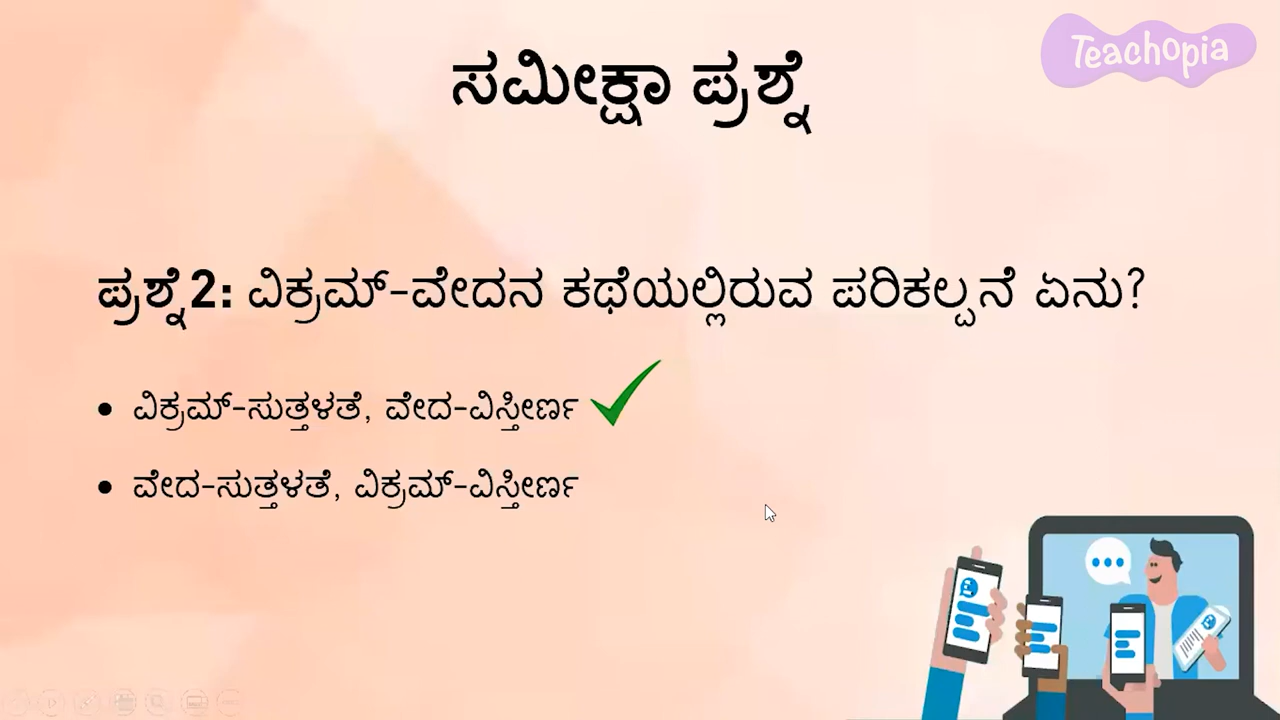 Teachopia
ಸಮೀಕ್ಷಾ ಪ್ರಶ್ನೆ
ಪ್ರಶ್ನೆ2: ವಿಕ್ರಮ್-ವೇದನ ಕಥೆಯಲ್ಲಿರುವ ಪರಿಕಲ್ಪನೆ ಏನು?
• ವಿಕ್ರಮ್-ಸುತ್ತಳತೆ, ವೇದ-ವಿಸ್ತೀರ್ಣ
• ವೇದ-ಸುತ್ತಳತೆ, ವಿಕ್ರಮ್-ವಿಸ್ತೀರ್ಣ